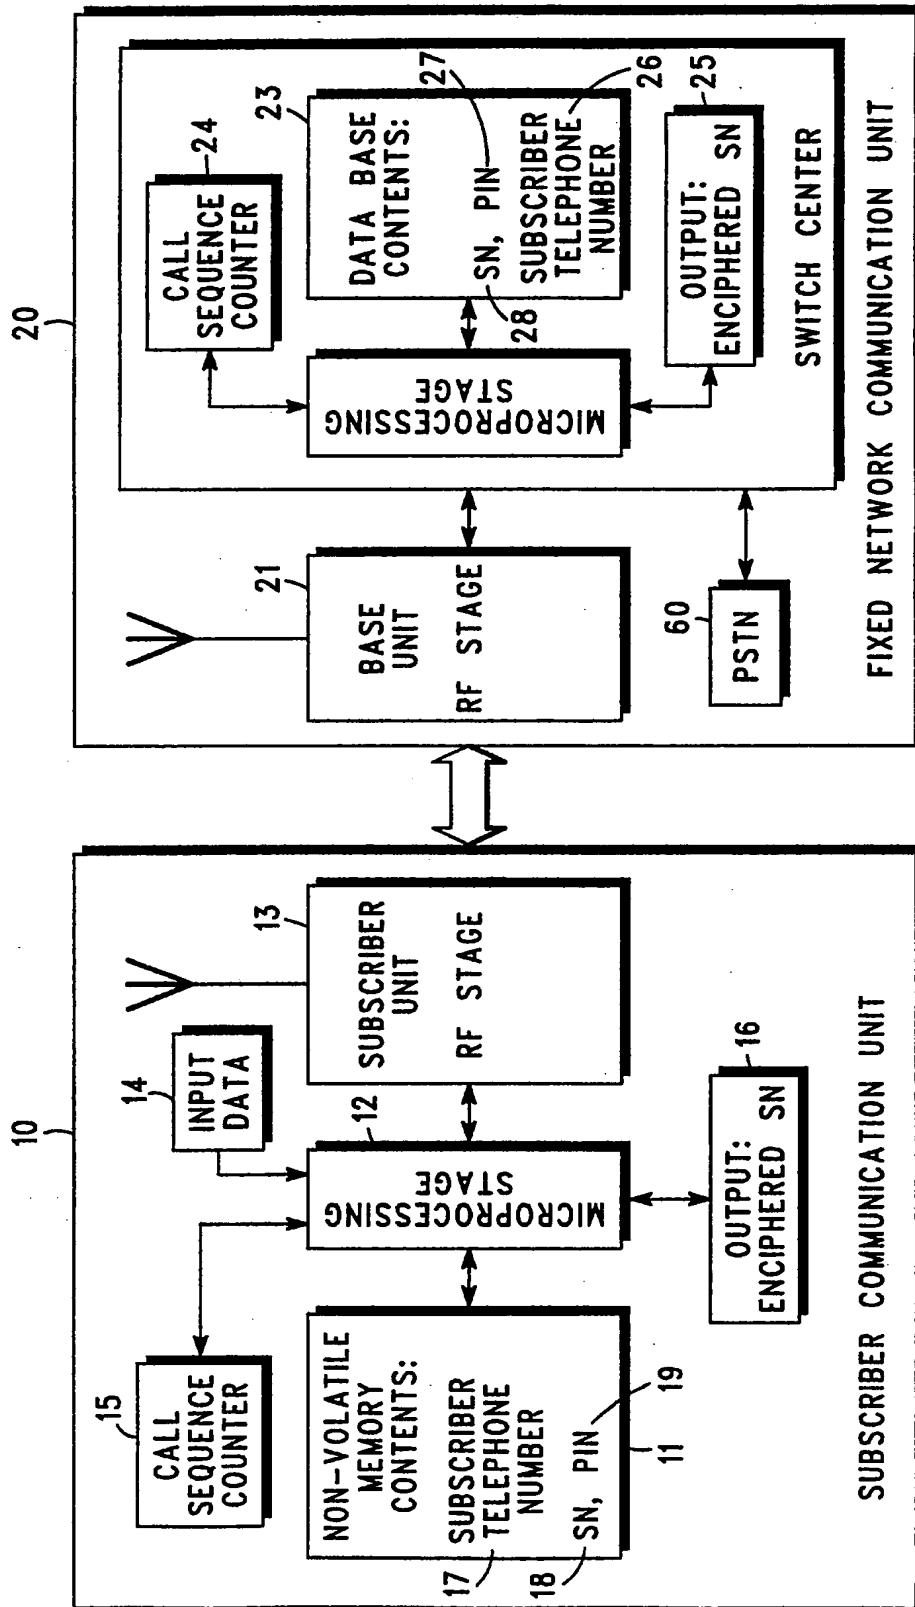 10
15
CALL
SEQUENCE
COUNTER
14
INPUT
DATA
NON-VOLATILE
MEMORY
CONTENTS:
SUBSCRIBER
TELEPHONE
NUMBER
17
SN, PIN
18
19
11
MICROPROCESSING
STAGE
12
SUBSCRIBER
UNIT
RF STAGE
13
OUTPUT:
ENCIPHERED SN
16
SUBSCRIBER COMMUNICATION UNIT
20
BASE
UNIT
RF STAGE
21
CALL
SEQUENCE
COUNTER
24
MICROPROCESSING
STAGE
DATA BASE
CONTENTS:
SN, PIN
28
27
SUBSCRIBER
TELEPHONE
NUMBER
26
23
OUTPUT:
ENCIPHERED SN
25
SWITCH CENTER
60
PSTN
FIXED NETWORK COMMUNICATION UNIT